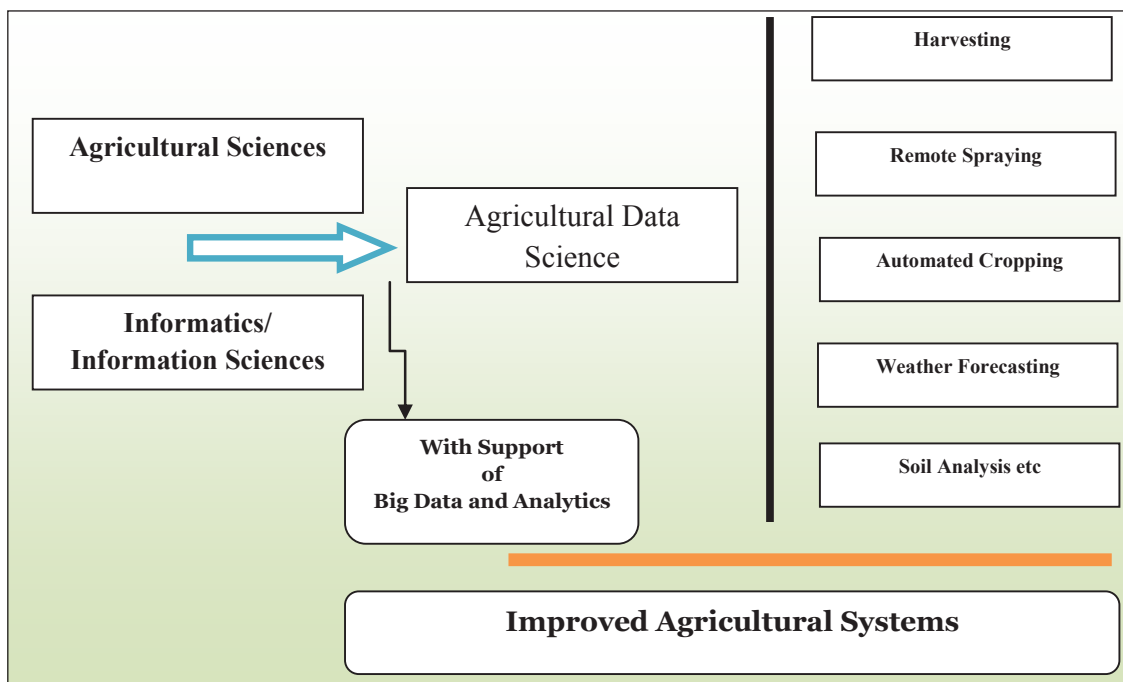 Agricultural Sciences
Informatics/
Information Sciences
Agricultural Data
Science
With Support
of
Big Data and Analytics
Harvesting
Remote Spraying
Automated Cropping
Weather Forecasting
Soil Analysis etc
Improved Agricultural Systems